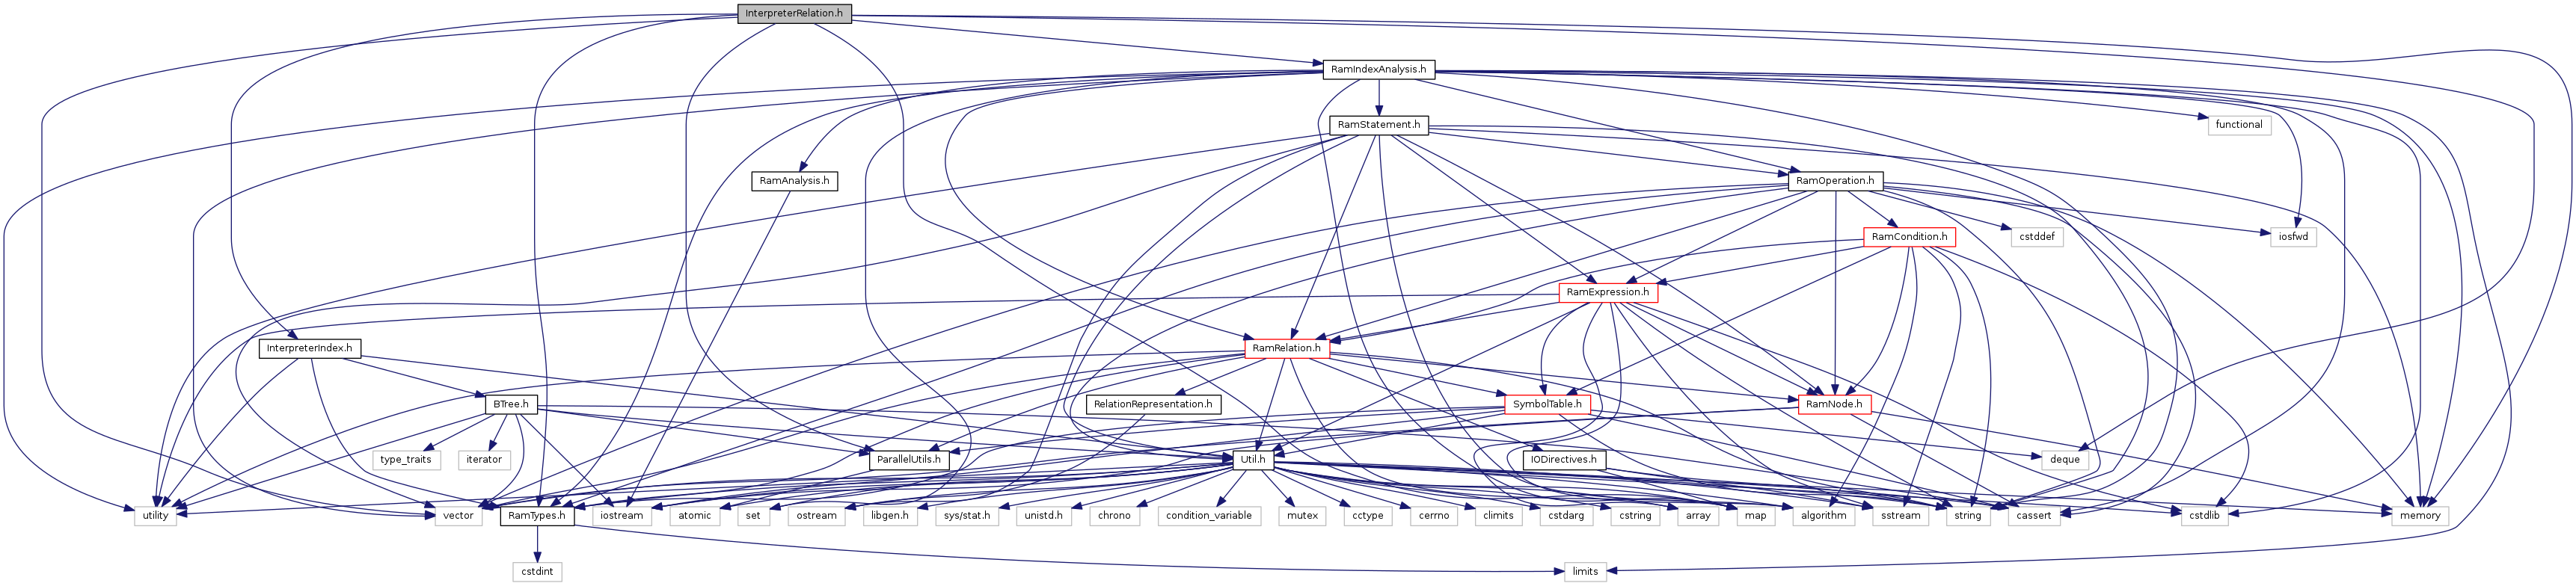 InterpreterRelation.h
RamIndexAnalysis.h
RamStatement.h
functional
RamAnalysis.h
RamOperation.h
RamCondition.h
cstddef
iosfwd
RamExpression.h
InterpreterIndex.h
RamRelation.h
BTree.h
RelationRepresentation.h
SymbolTable.h
RamNode.h
type_traits
iterator
ParallelUtils.h
Util.h
IODirectives.h
deque
utility
vector
RamTypes.h
iostream
atomic
set
ostream
libgen.h
sys/stat.h
unistd.h
chrono
condition_variable
mutex
cctype
cerrno
climits
cstdarg
cstring
array
map
algorithm
sstream
string
cassert
cstdlib
memory
cstdint
limits